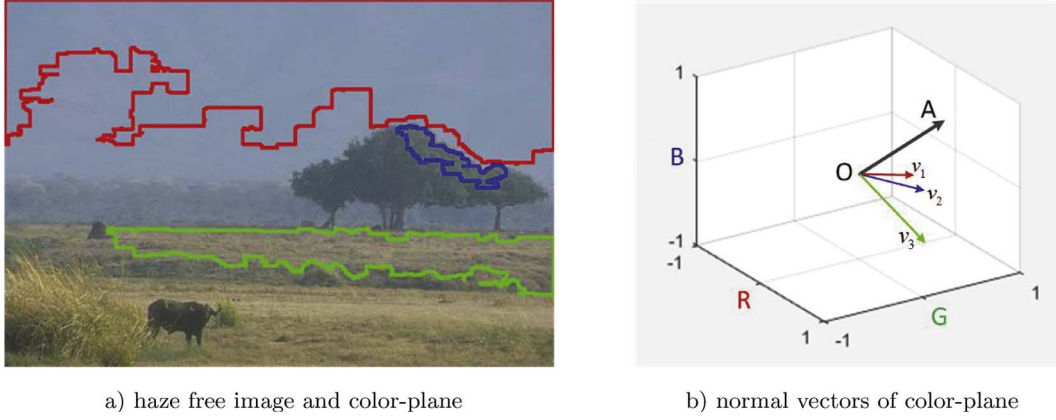 1
A
B
O
v1
v2
v3
-1
-1
R
1
-1
G
1
a) haze free image and color-plane
b) normal vectors of color-plane